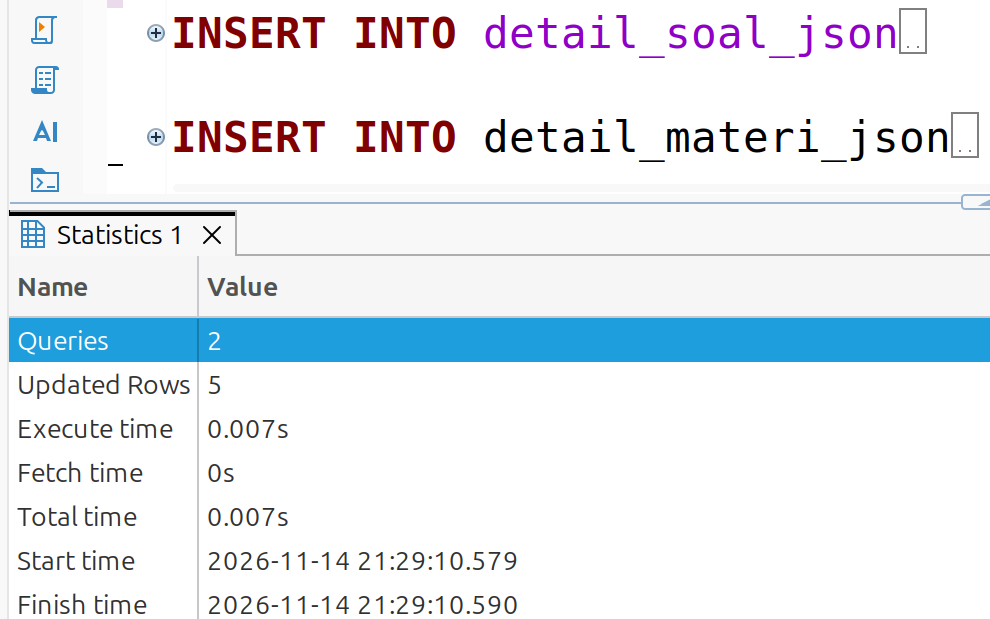 INSERT INTO detail_soal_json..
AI
INSERT INTO detail_materi_json..
Statistics 1
Name Value
Queries 2
Updated Rows 5
Execute time 0.007s
Fetch time 0s
Total time 0.007s
Start time 2026-11-14 21:29:10.579
Finish time 2026-11-14 21:29:10.590